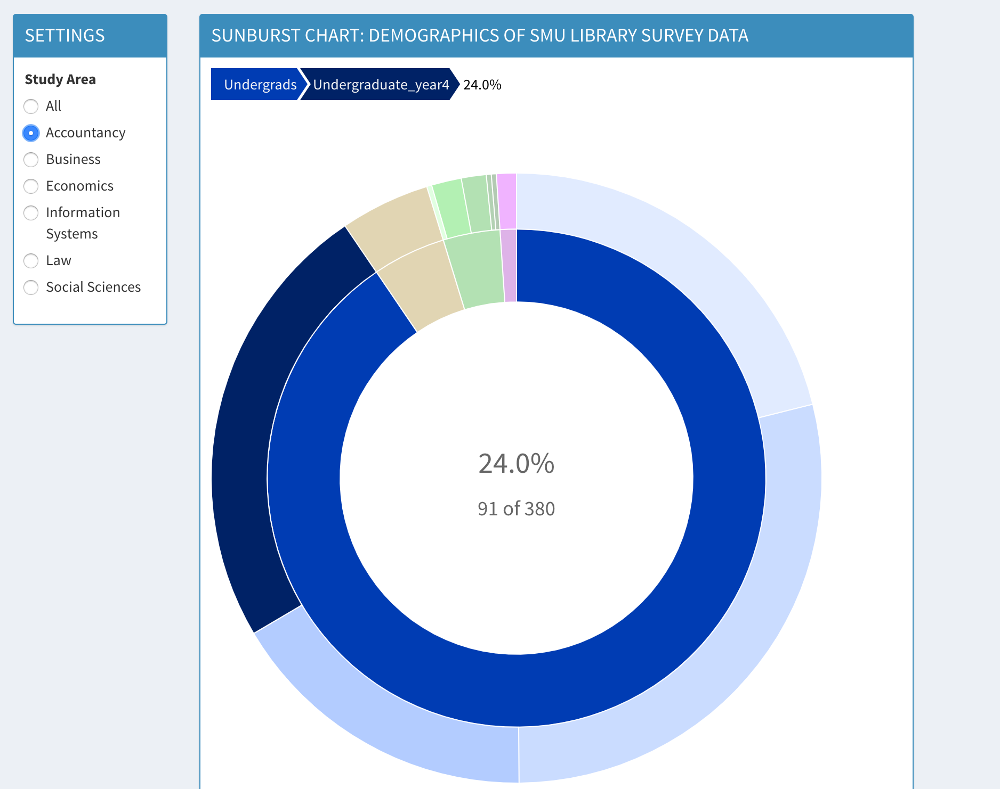 SETTINGS
Study Area
All
Accountancy
Business
Economics
Information
Systems
Law
Social Sciences
SUNBURST CHART: DEMOGRAPHICS OF SMU LIBRARY SURVEY DATA
Undergrads Undergraduate_year4 24.0%
24.0%
91 of 380